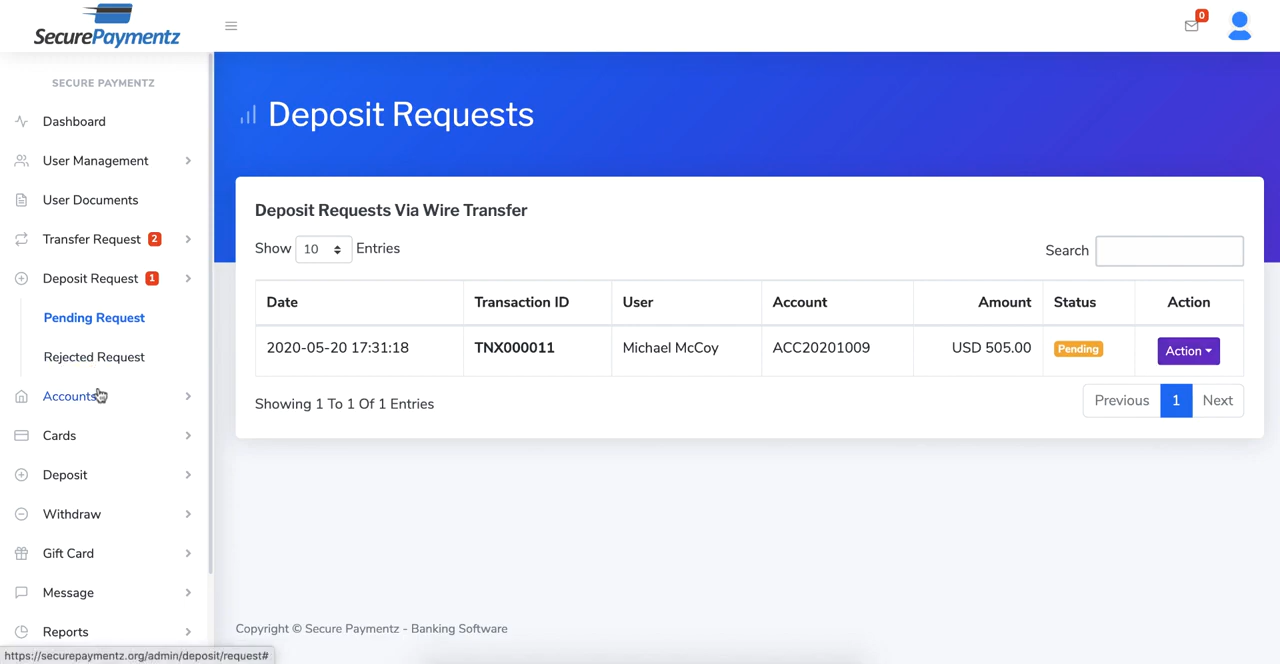 SecurePaymentz
0
SECURE PAYMENTZ
Dashboard
User Management
User Documents
Transfer Request 2
Deposit Request 1
Pending Request
Rejected Request
Accounts
Cards
Deposit
Withdraw
Gift Card
Message
Reports
Deposit Requests
Deposit Requests Via Wire Transfer
Show 10 Entries
Search
Date Transaction ID User Account Amount Status Action
2020-05-20 17:31:18 TNX000011 Michael McCoy ACC20201009 USD 505.00 Pending Action
Showing 1 To 1 Of 1 Entries
Previous 1 Next
Copyright © Secure Paymentz - Banking Software
https://securepaymentz.org/admin/deposit/request#